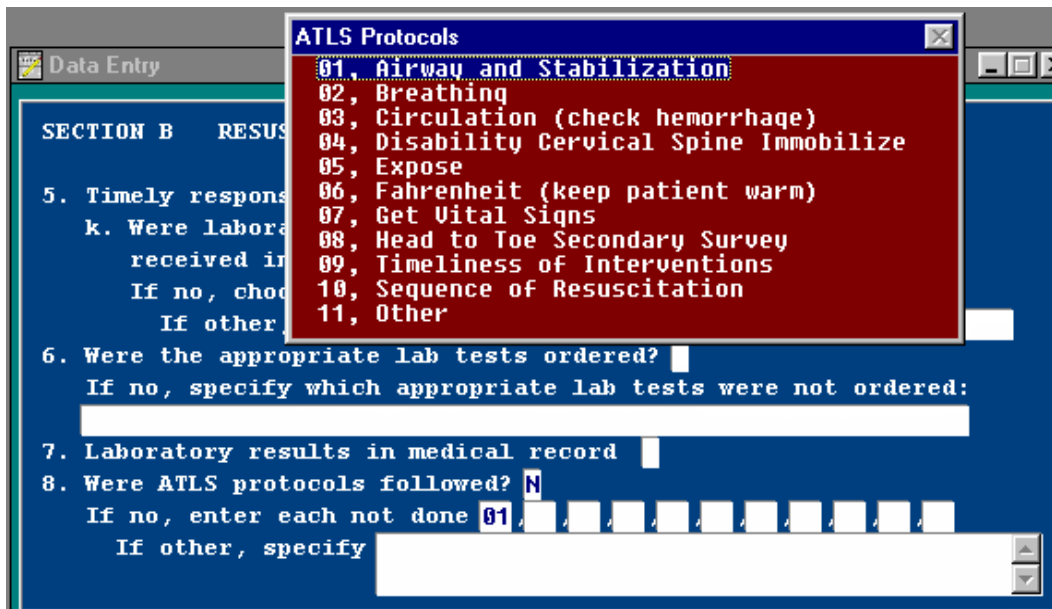 ATLS Protocols
01, Airway and Stabilization
02, Breathing
03, Circulation (check hemorrhage)
04, Disability Cervical Spine Immobilize
05, Expose
06, Fahrenheit (keep patient warm)
07, Get Vital Signs
08, Head to Toe Secondary Survey
09, Timeliness of Interventions
10, Sequence of Resuscitation
11, Other
Data Entry
SECTION B RESUS
5. Timely respons
k. Were labora
received in
If no, choo
If other,
6. Were the appropriate lab tests ordered?
If no, specify which appropriate lab tests were not ordered:
7. Laboratory results in medical record
8. Were ATLS protocols followed? N
If no, enter each not done 01, , , , , , , , , ,
If other, specify